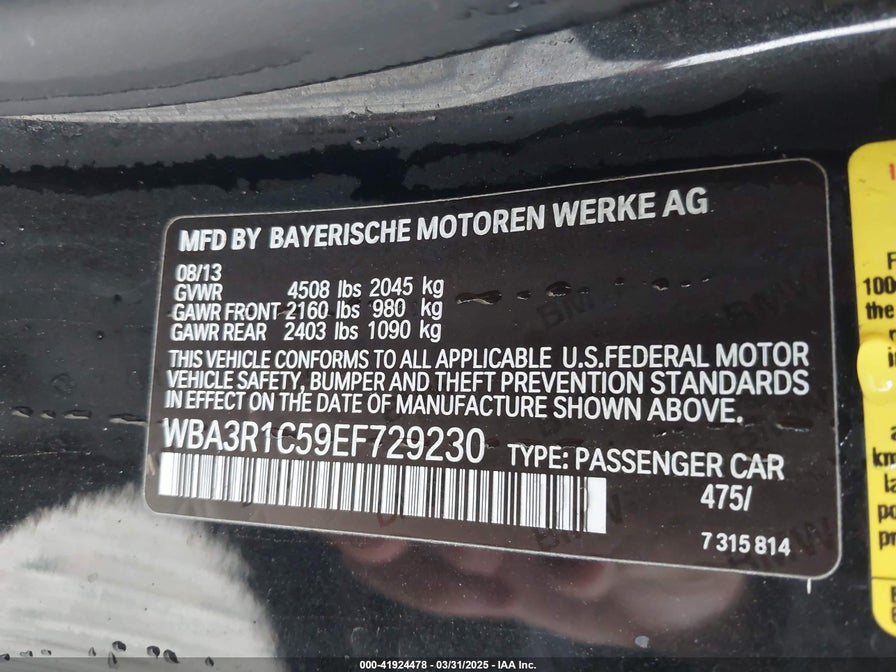 MFD BY BAYERISCHE MOTOREN WERKE AG
08/13
GVWR 4508 lbs 2045 kg
GAWR FRONT 2160 lbs 980 kg
GAWR REAR 2403 lbs 1090 kg
THIS VEHICLE CONFORMS TO ALL APPLICABLE U.S.FEDERAL MOTOR
VEHICLE SAFETY, BUMPER AND THEFT PREVENTION STANDARDS
IN EFFECT ON THE DATE OF MANUFACTURE SHOWN ABOVE.
WBA3R1C59EF729230 TYPE: PASSENGER CAR
475/
7 315 814
100
the
km
000-41924478 - 03/31/2025 - IAA Inc.